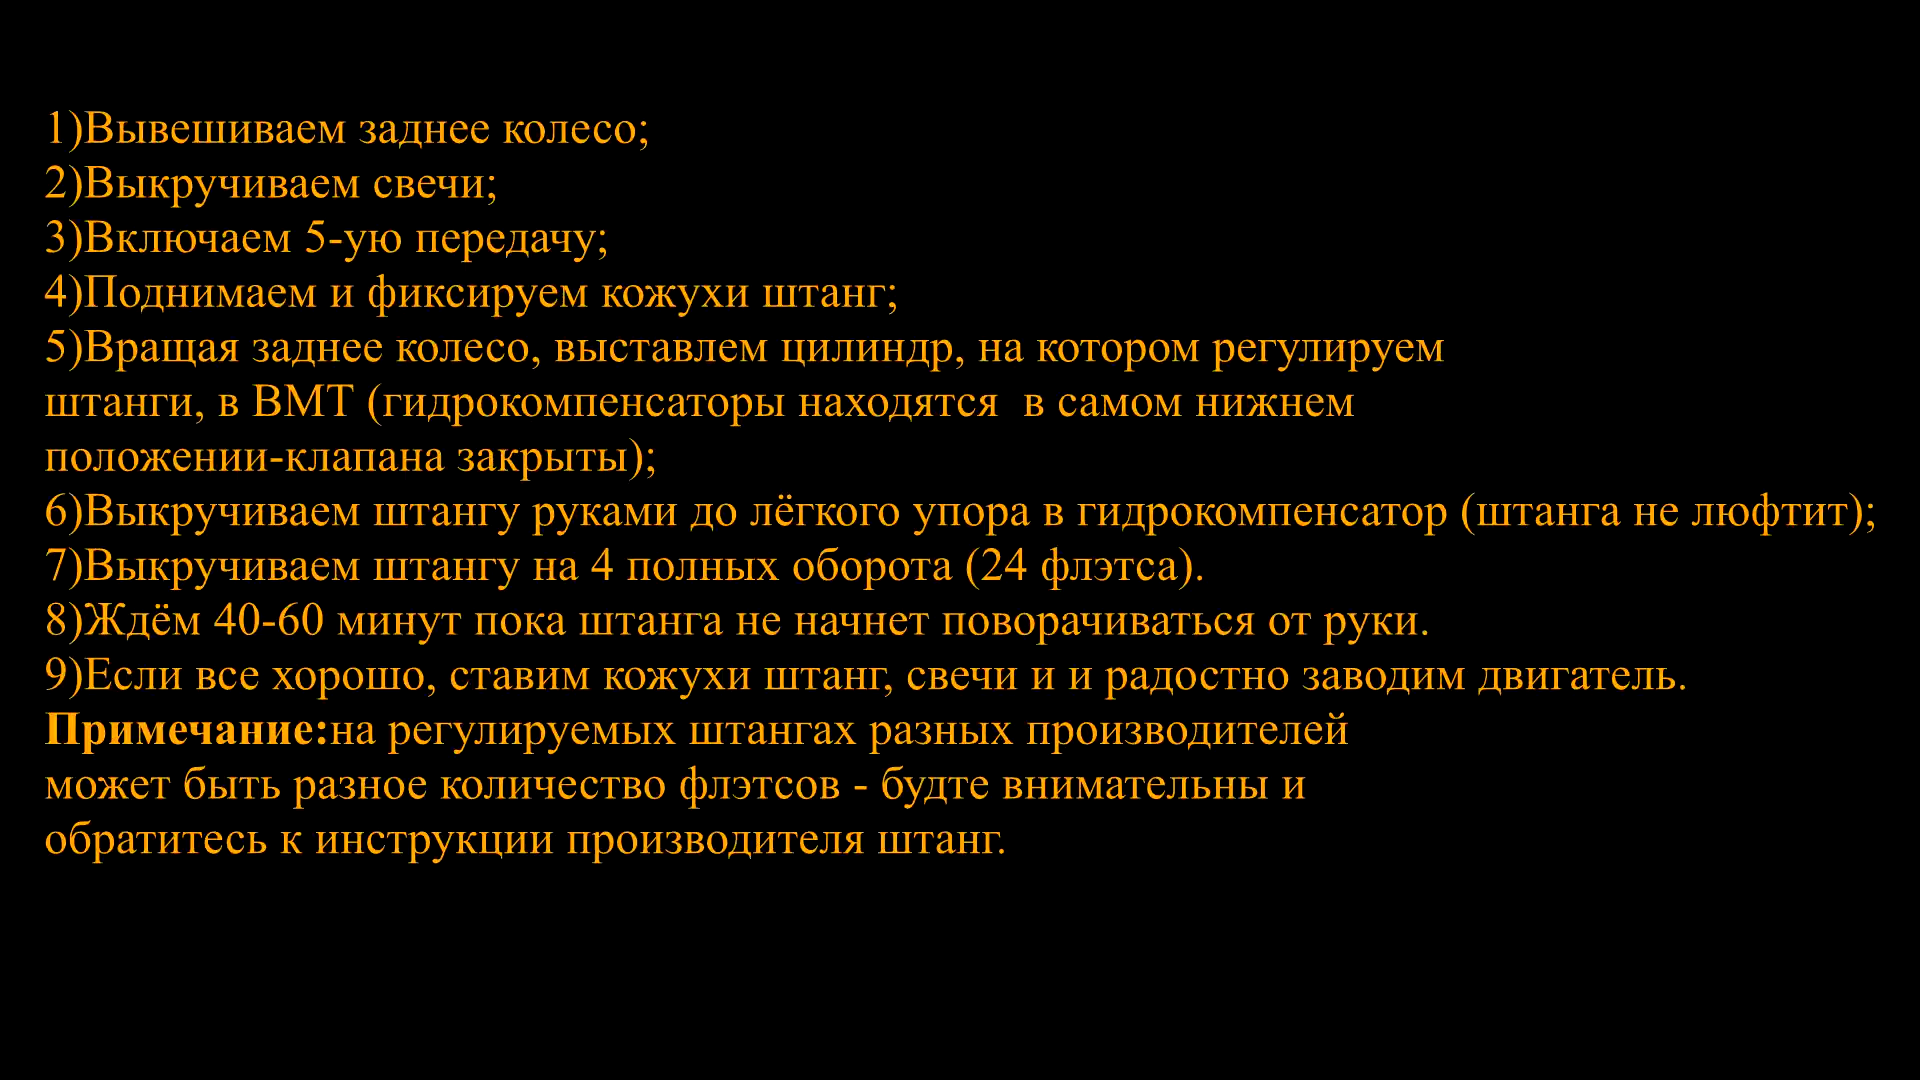 1)Вывешиваем заднее колесо;
2)Выкручиваем свечи;
3)Включаем 5-ую передачу;
4)Поднимаем и фиксируем кожухи штанг;
5)Вращая заднее колесо, выставлем цилиндр, на котором регулируем
штанги, в ВМТ (гидрокомпенсаторы находятся  в самом нижнем
положении-клапана закрыты);
6)Выкручиваем штангу руками до лёгкого упора в гидрокомпенсатор (штанга не люфтит);
7)Выкручиваем штангу на 4 полных оборота (24 флэтса).
8)Ждём 40-60 минут пока штанга не начнет поворачиваться от руки.
9)Если все хорошо, ставим кожухи штанг, свечи и и радостно заводим двигатель.
Примечание:на регулируемых штангах разных производителей
может быть разное количество флэтсов - будте внимательны и
обратитесь к инструкции производителя штанг.